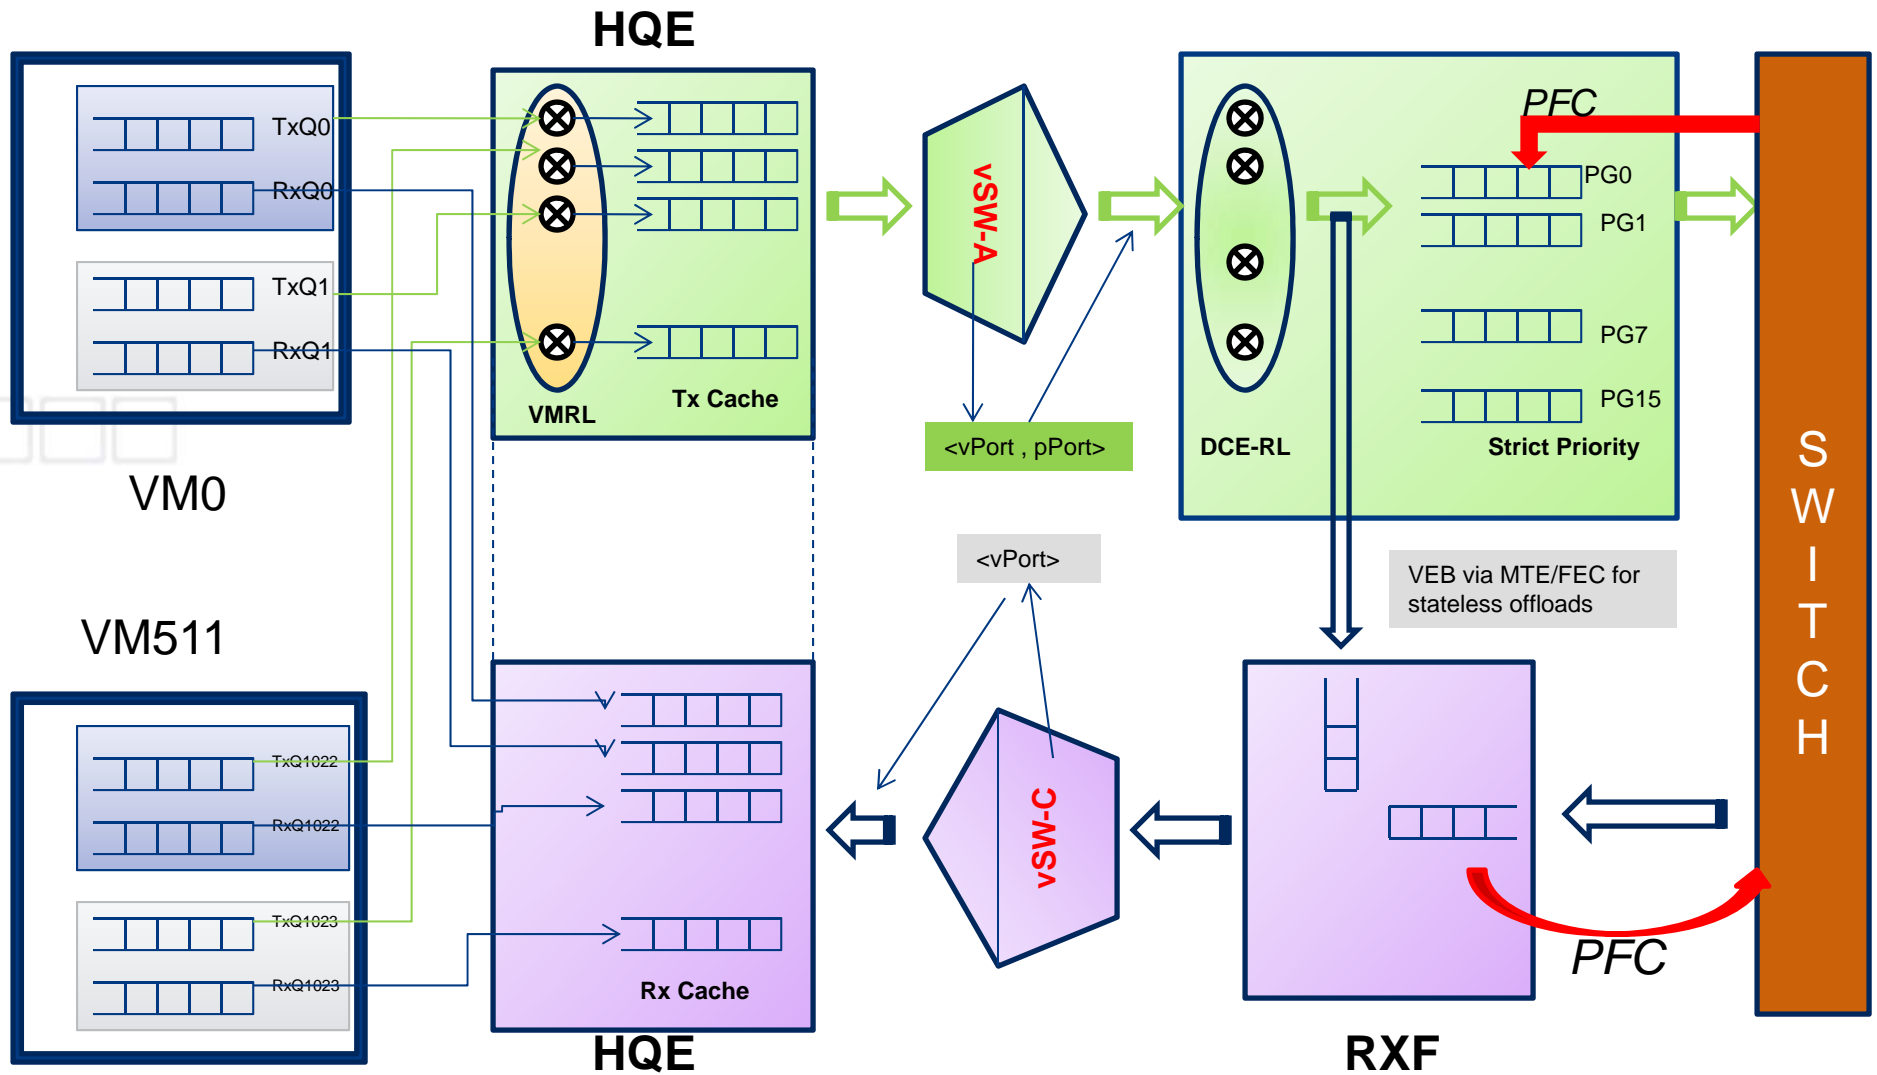 HQE
TxQ0
RxQ0
TxQ1
RxQ1
VM0
VMRL
Tx Cache
vSW-A
<vPort , pPort>
DCE-RL
PFC
PG0
PG1
PG7
PG15
Strict Priority
SWITCH
<vPort>
VEB via MTE/FEC for
stateless offloads
VM511
TxQ1022
RxQ1022
TxQ1023
RxQ1023
Rx Cache
HQE
vSW-C
PFC
RXF